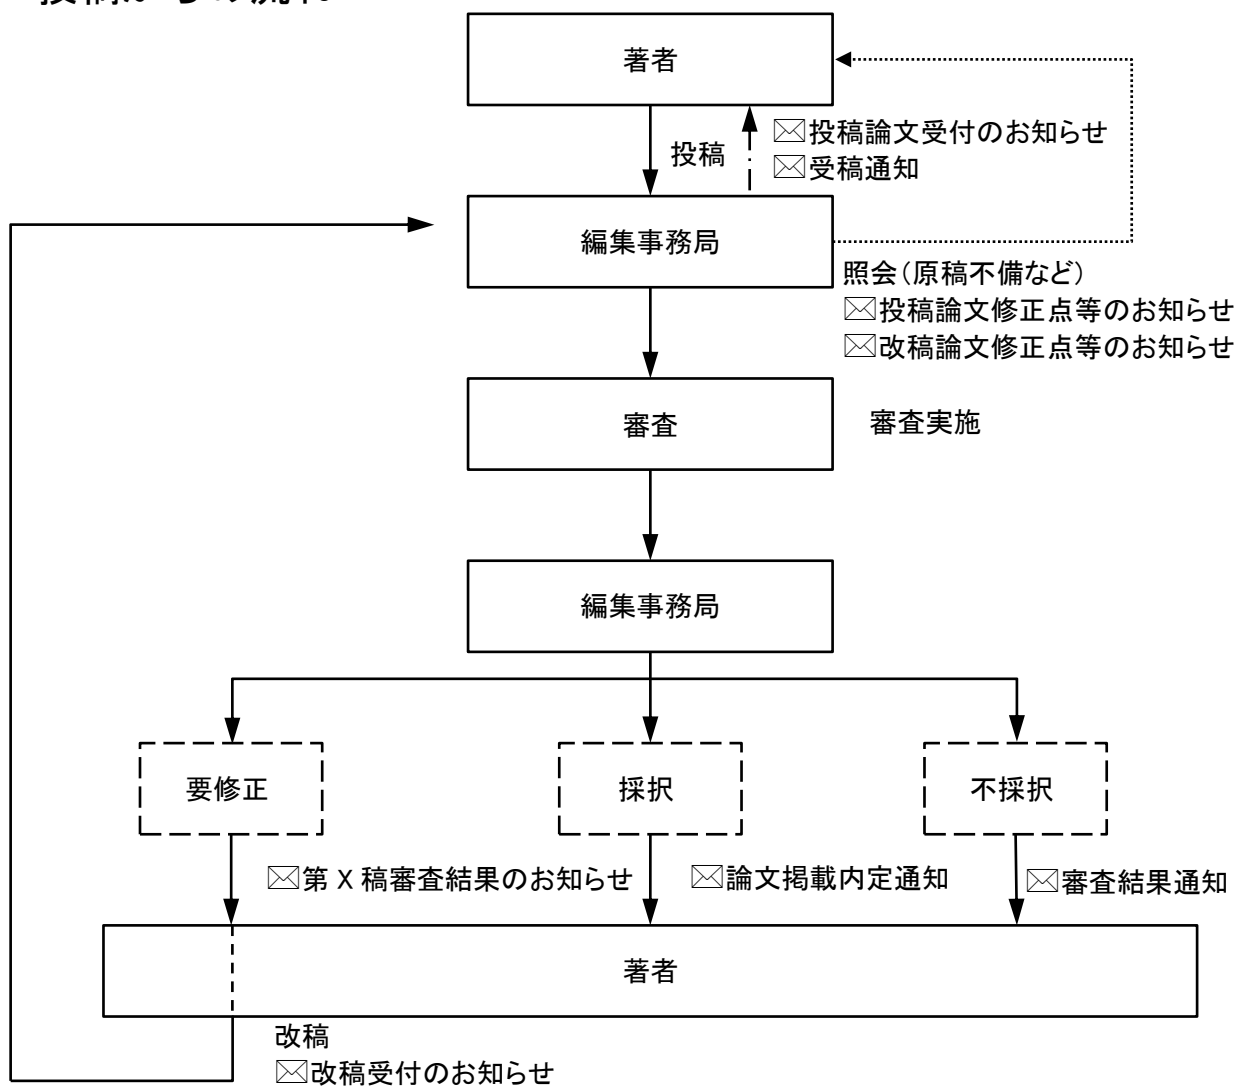 著者
投稿
✉投稿論文受付のお知らせ
✉受稿通知
編集事務局
照会（原稿不備など）
✉投稿論文修正点等のお知らせ
✉改稿論文修正点等のお知らせ
審査
審査実施
編集事務局
要修正
採択
不採択
✉第 X 稿審査結果のお知らせ
✉論文掲載内定通知
✉審査結果通知
著者
改稿
✉改稿受付のお知らせ